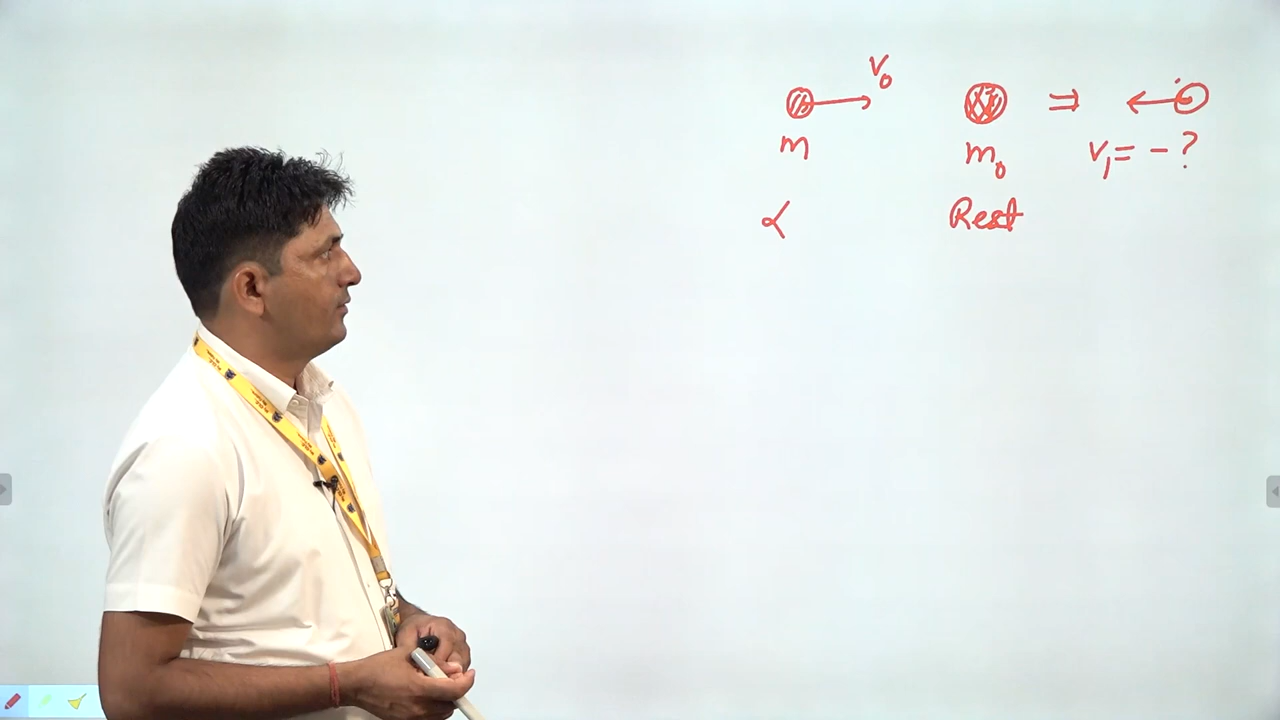 v₀
⇒
m m₀ v₁ = - ?
α Rest